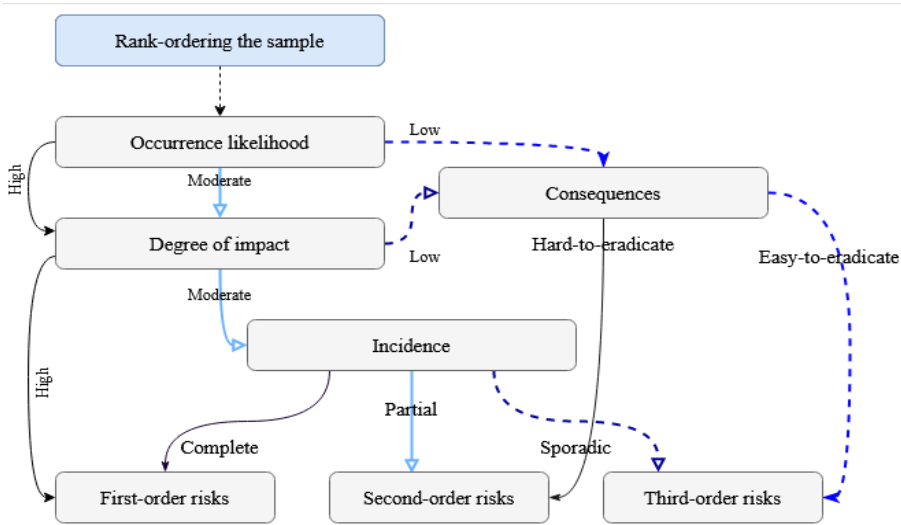 Rank-ordering the sample
Occurrence likelihood
Low
High
Moderate
Consequences
Degree of impact
Low
Hard-to-eradicate
Easy-to-eradicate
Moderate
Incidence
High
Partial
Complete
Sporadic
First-order risks
Second-order risks
Third-order risks